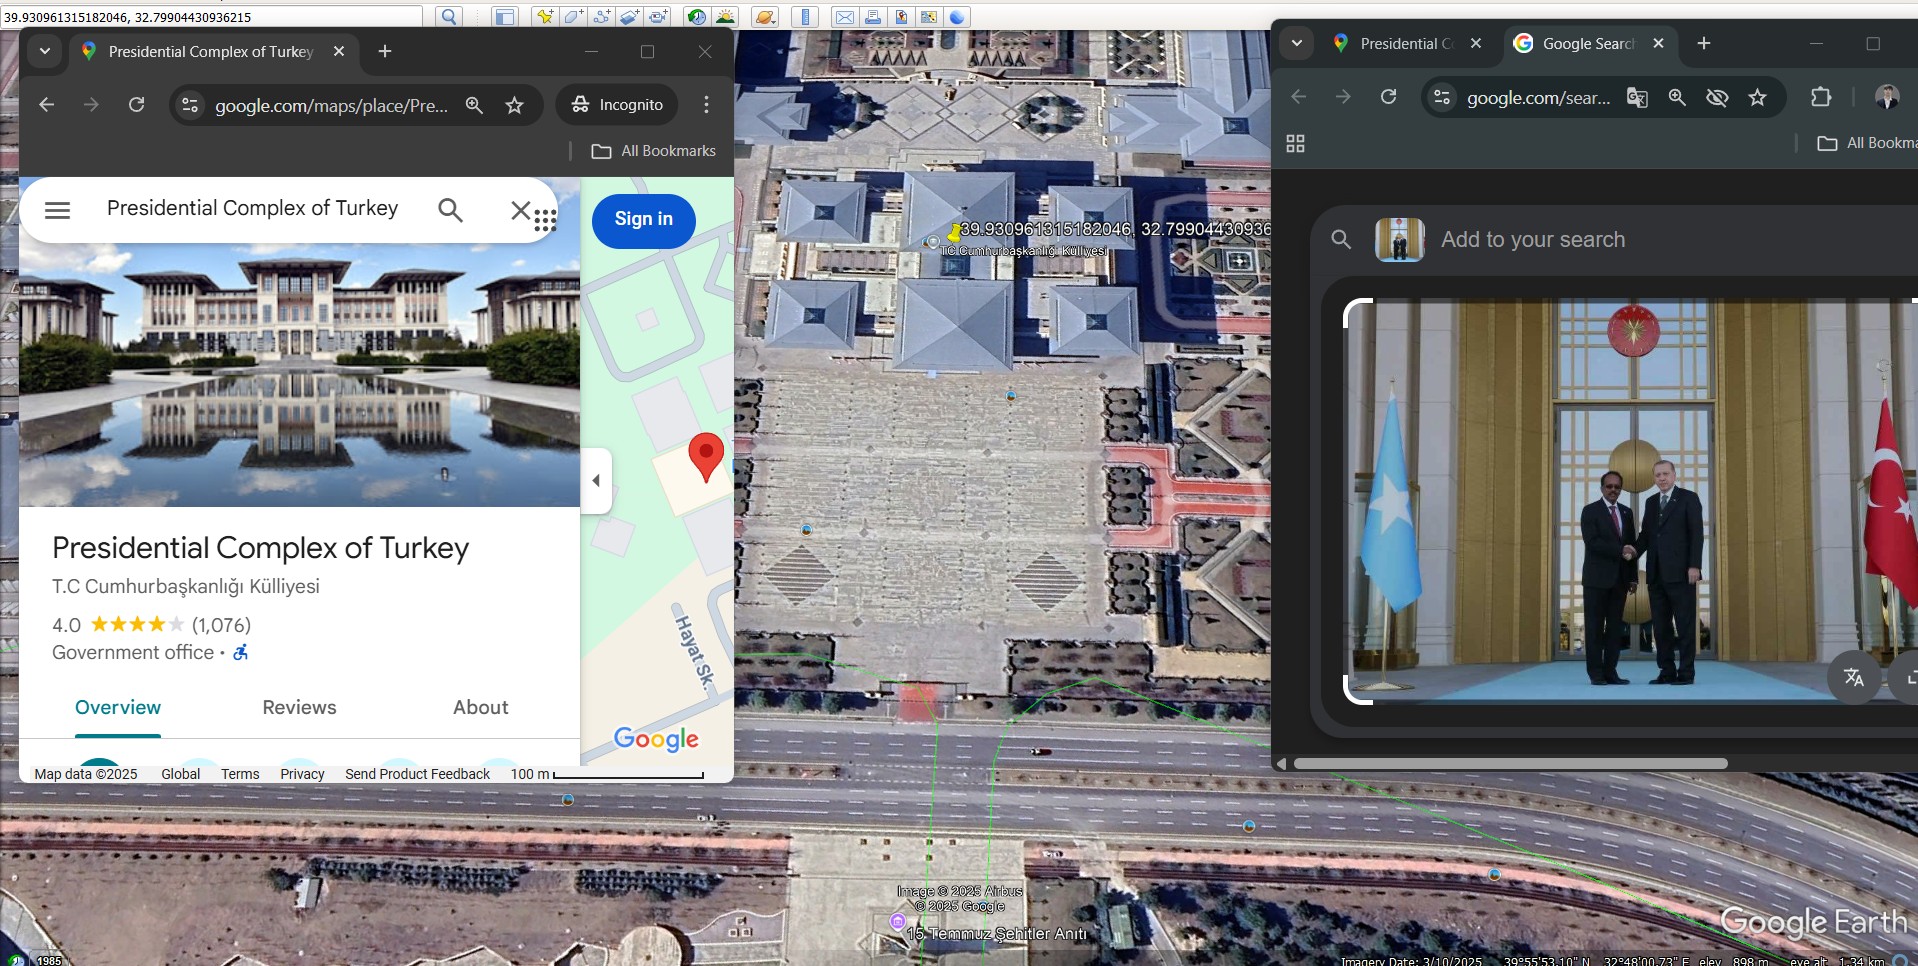 39.930961315182046, 32.79904430936215
Presidential Complex of Turkey
google.com/maps/place/Pre...
Incognito
All Bookmarks
Presidential Complex of Turkey
Sign in
Presidential Complex of Turkey
T.C Cumhurbaşkanlığı Külliyesi
4.0 (1,076)
Government office ·
Overview
Reviews
About
Hayat Sk.
Google
Map data ©2025 Global Terms Privacy Send Product Feedback 100 m
39.930961315182046, 32.79904430936
T.C Cumhurbaşkanlığı Külliyesi
Presidential C
Google Searc
google.com/sear...
All Bookma
Add to your search
Image © 2025 Airbus
© 2025 Google
15 Temmuz Şehitler Anıtı
Google Earth
1985
Imagery Date: 3/10/2025 39°55'53.10" N 32°48'00.73" E elev 898 m eye alt 1.34 km